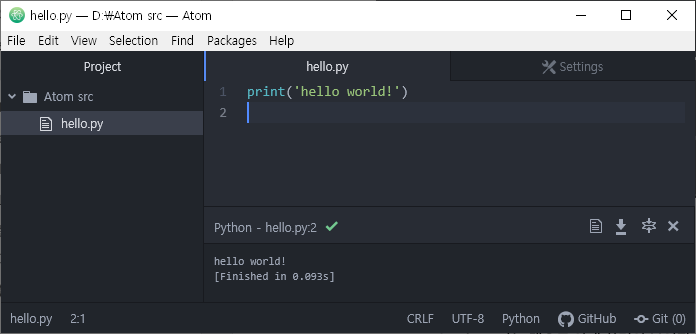 hello.py — D:₩Atom src — Atom
File Edit View Selection Find Packages Help
Project
hello.py
Settings
Atom src
hello.py
1 print('hello world!')
2
Python - hello.py:2
hello world!
[Finished in 0.093s]
hello.py 2:1 CRLF UTF-8 Python GitHub Git (0)